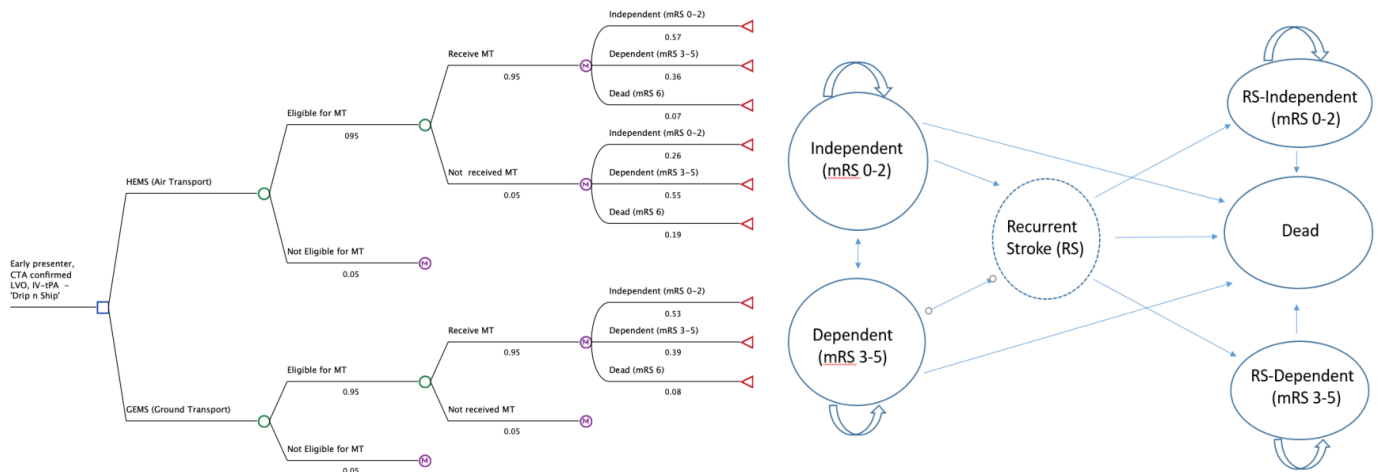 Early presenter,
CTA confirmed
LVO, IV-tPA -
'Drip n Ship'
HEMS (Air Transport)
Eligible for MT
095
Receive MT
0.95
Independent (mRS 0-2)
0.57
Dependent (mRS 3-5)
0.36
Dead (mRS 6)
0.07
Not received MT
0.05
Independent (mRS 0-2)
0.26
Dependent (mRS 3-5)
0.55
Dead (mRS 6)
0.19
Not Eligible for MT
0.05
GEMS (Ground Transport)
Eligible for MT
0.95
Receive MT
0.95
Independent (mRS 0-2)
0.53
Dependent (mRS 3-5)
0.39
Dead (mRS 6)
0.08
Not received MT
0.05
Not Eligible for MT
0.05
M
M
M
M
M
M
Independent
(mRS 0-2)
Dependent
(mRS 3-5)
Recurrent
Stroke (RS)
RS-Independent
(mRS 0-2)
Dead
RS-Dependent
(mRS 3-5)